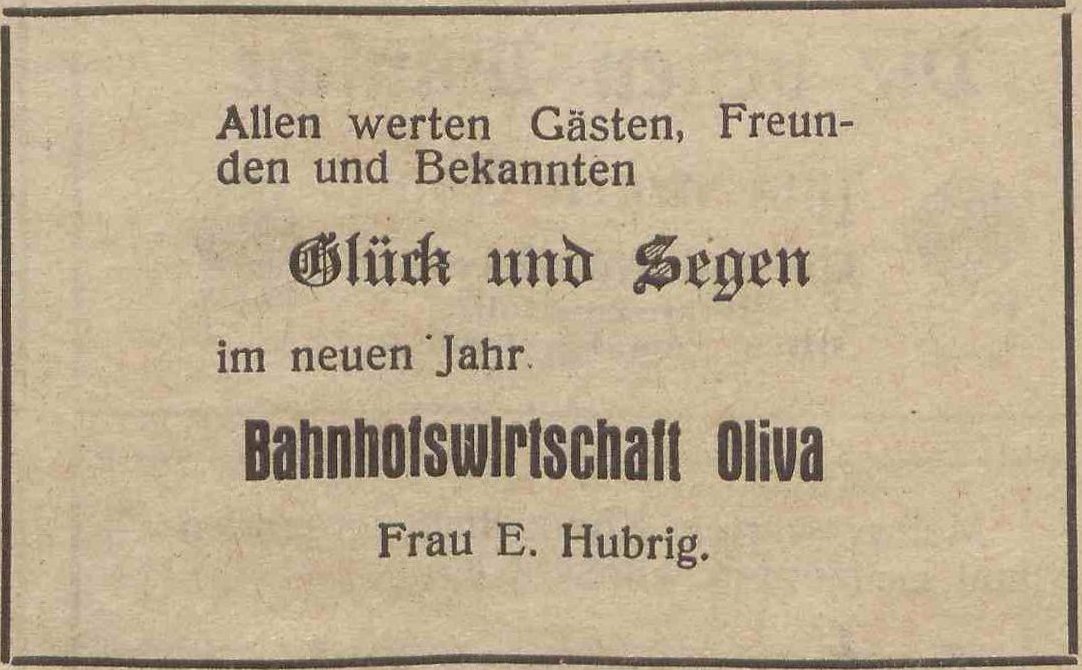 Allen werten Gästen, Freun-
den und Bekannten
Glück und Segen
im neuen Jahr.
Bahnhofswirtschaft Oliva
Frau E. Hubrig.